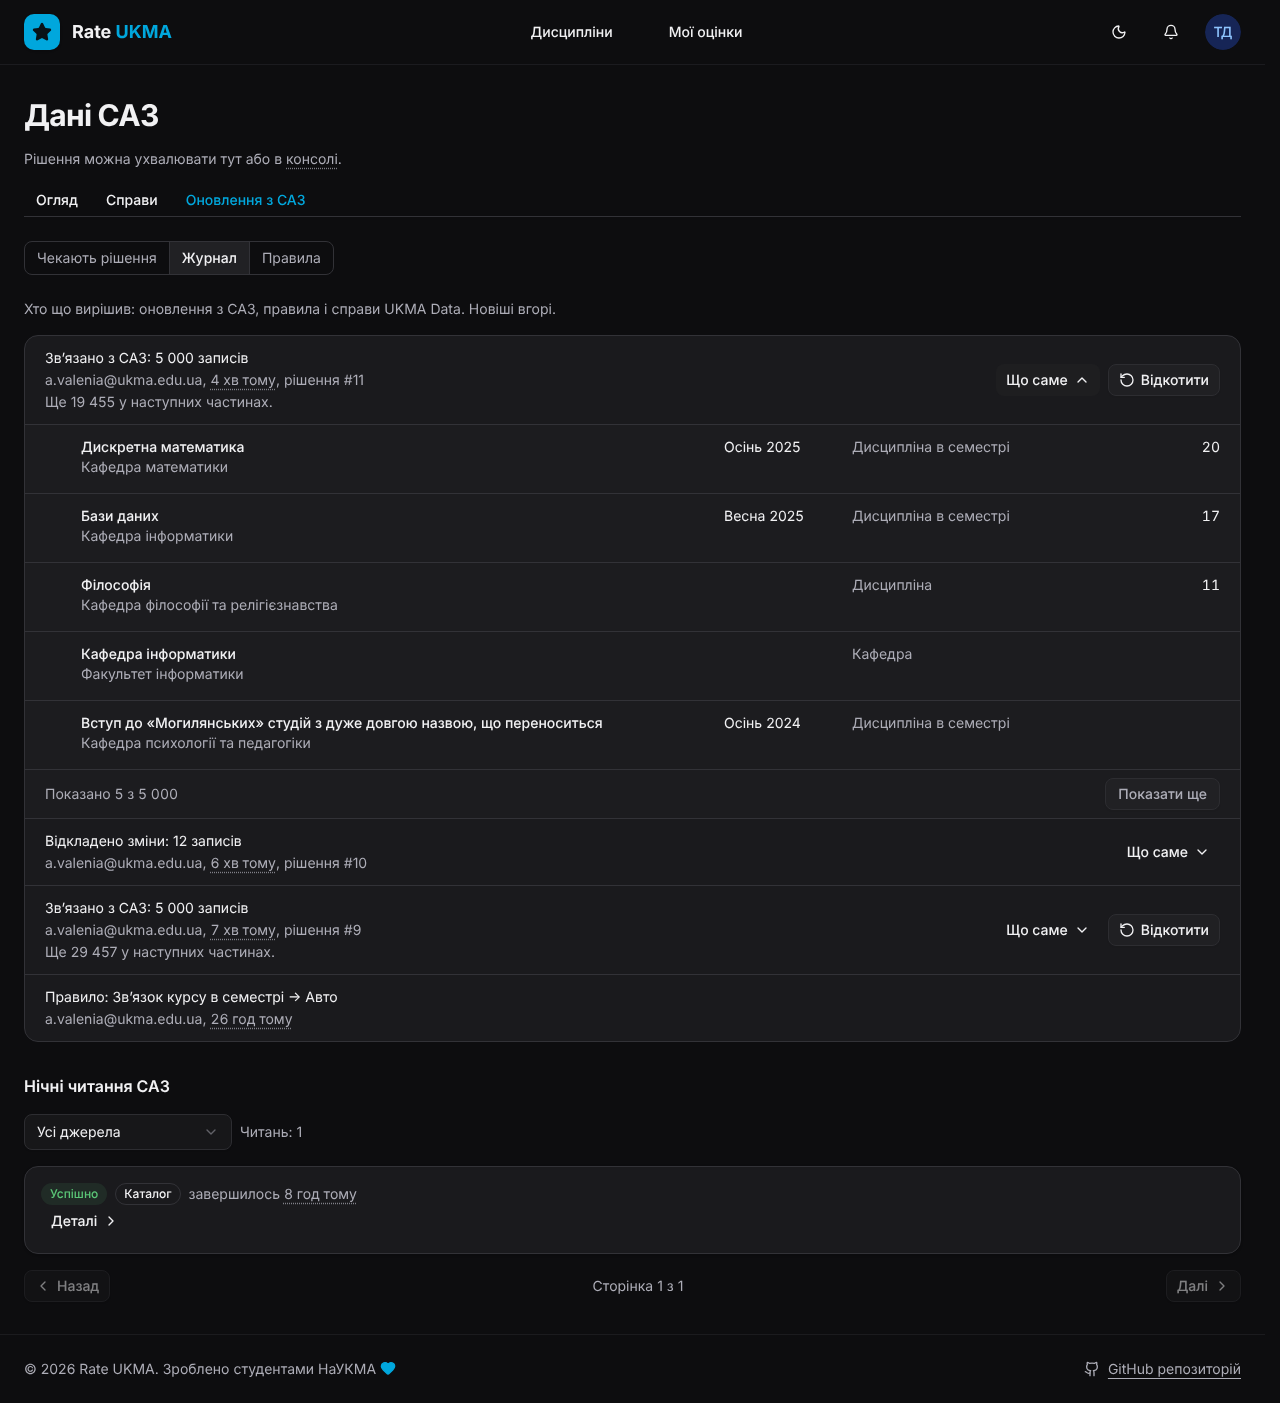 Rate UKMA
Дисципліни
Мої оцінки
ТД
Дані САЗ
Рішення можна ухвалювати тут або в консолі.
Огляд
Справи
Оновлення з САЗ
Чекають рішення
Журнал
Правила
Хто що вирішив: оновлення з САЗ, правила і справи UKMA Data. Новіші вгорі.
Зв’язано з САЗ: 5 000 записів
a.valenia@ukma.edu.ua, 4 хв тому, рішення #11
Ще 19 455 у наступних частинах.
Що саме
Відкотити
Дискретна математика
Кафедра математики
Осінь 2025
Дисципліна в семестрі
20
Бази даних
Кафедра інформатики
Весна 2025
Дисципліна в семестрі
17
Філософія
Кафедра філософії та релігієзнавства
Дисципліна
11
Кафедра інформатики
Факультет інформатики
Кафедра
Вступ до «Могилянських» студій з дуже довгою назвою, що переноситься
Кафедра психології та педагогіки
Осінь 2024
Дисципліна в семестрі
Показано 5 з 5 000
Показати ще
Відкладено зміни: 12 записів
a.valenia@ukma.edu.ua, 6 хв тому, рішення #10
Що саме
Зв’язано з САЗ: 5 000 записів
a.valenia@ukma.edu.ua, 7 хв тому, рішення #9
Ще 29 457 у наступних частинах.
Що саме
Відкотити
Правило: Зв’язок курсу в семестрі → Авто
a.valenia@ukma.edu.ua, 26 год тому
Нічні читання САЗ
Усі джерела
Читань: 1
Успішно
Каталог
завершилось 8 год тому
Деталі
Назад
Сторінка 1 з 1
Далі
© 2026 Rate UKMA. Зроблено студентами НаУКМА
GitHub репозиторій